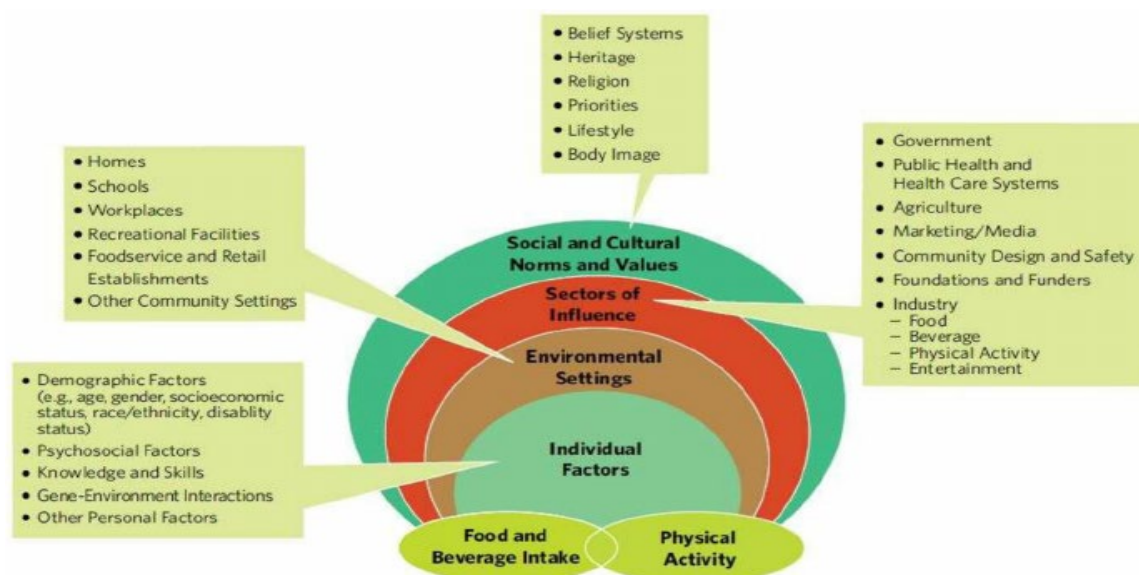 • Belief Systems
• Heritage
• Religion
• Priorities
• Lifestyle
• Body Image
• Homes
• Schools
• Workplaces
• Recreational Facilities
• Foodservice and Retail
Establishments
• Other Community Settings
• Government
• Public Health and
Health Care Systems
• Agriculture
• Marketing/Media
• Community Design and Safety
• Foundations and Funders
• Industry
– Food
– Beverage
– Physical Activity
– Entertainment
• Demographic Factors
(e.g., age, gender, socioeconomic
status, race/ethnicity, disablity
status)
• Psychosocial Factors
• Knowledge and Skills
• Gene-Environment Interactions
• Other Personal Factors
Social and Cultural
Norms and Values
Sectors of
Influence
Environmental
Settings
Individual
Factors
Food and
Beverage Intake
Physical
Activity